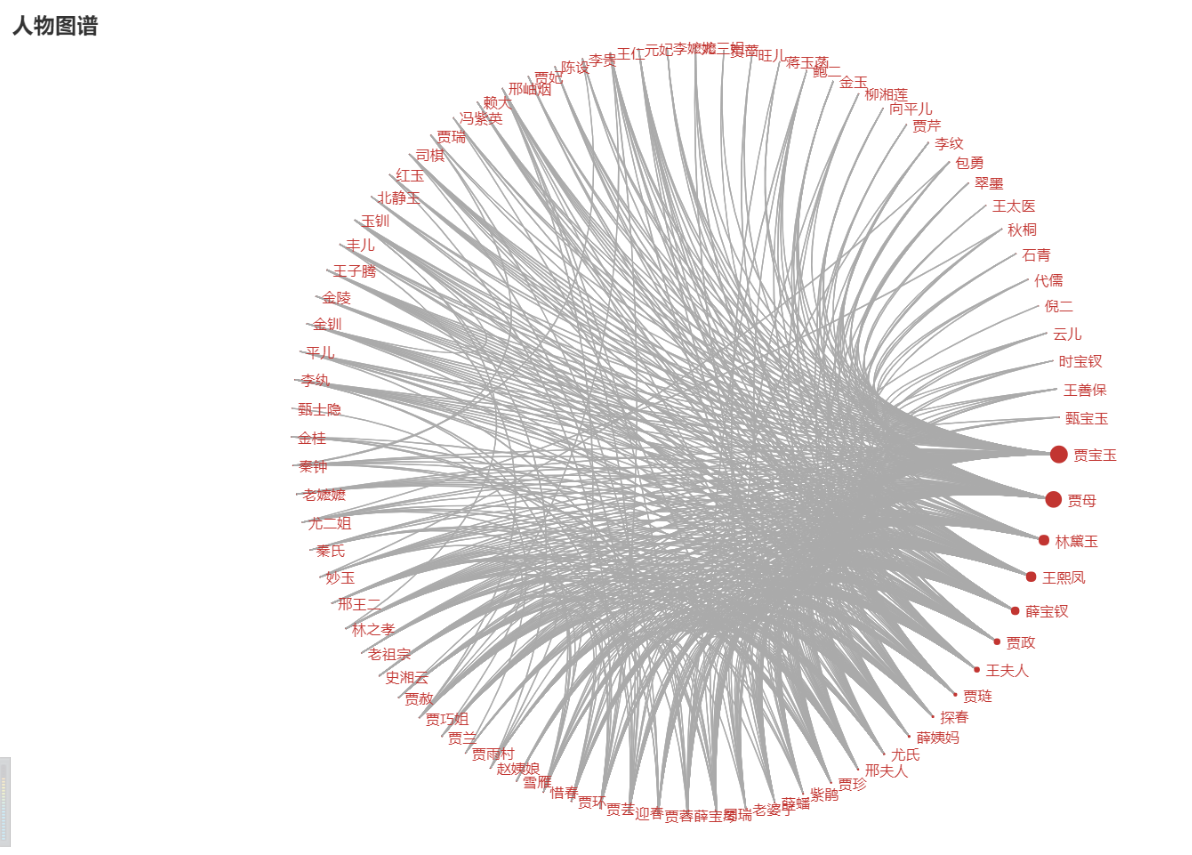 人物图谱
贾宝玉
贾母
林黛玉
王熙凤
薛宝钗
贾政
王夫人
贾琏
探春
薛姨妈
尤氏
邢夫人
贾珍
紫鹃
薛蟠
老婆子
周瑞
薛宝琴
贾蓉
迎春
贾芸
贾环
惜春
雪雁
赵姨娘
贾雨村
贾兰
贾巧姐
贾赦
史湘云
老祖宗
林之孝
邢王二
妙玉
秦氏
尤二姐
老嬷嬷
秦钟
金桂
甄士隐
李纨
平儿
金钏
金陵
王子腾
丰儿
玉钏
北静王
红玉
司棋
贾瑞
冯紫英
赖大
邢岫烟
贾妃
陈设
李贵
王仁
元妃
李嬷嬷
尤三姐
贾蔷
旺儿
蒋玉菡
鲍二
金玉
柳湘莲
向平儿
贾芹
李纹
包勇
翠墨
王太医
秋桐
石青
代儒
倪二
云儿
时宝钗
王善保
甄宝玉